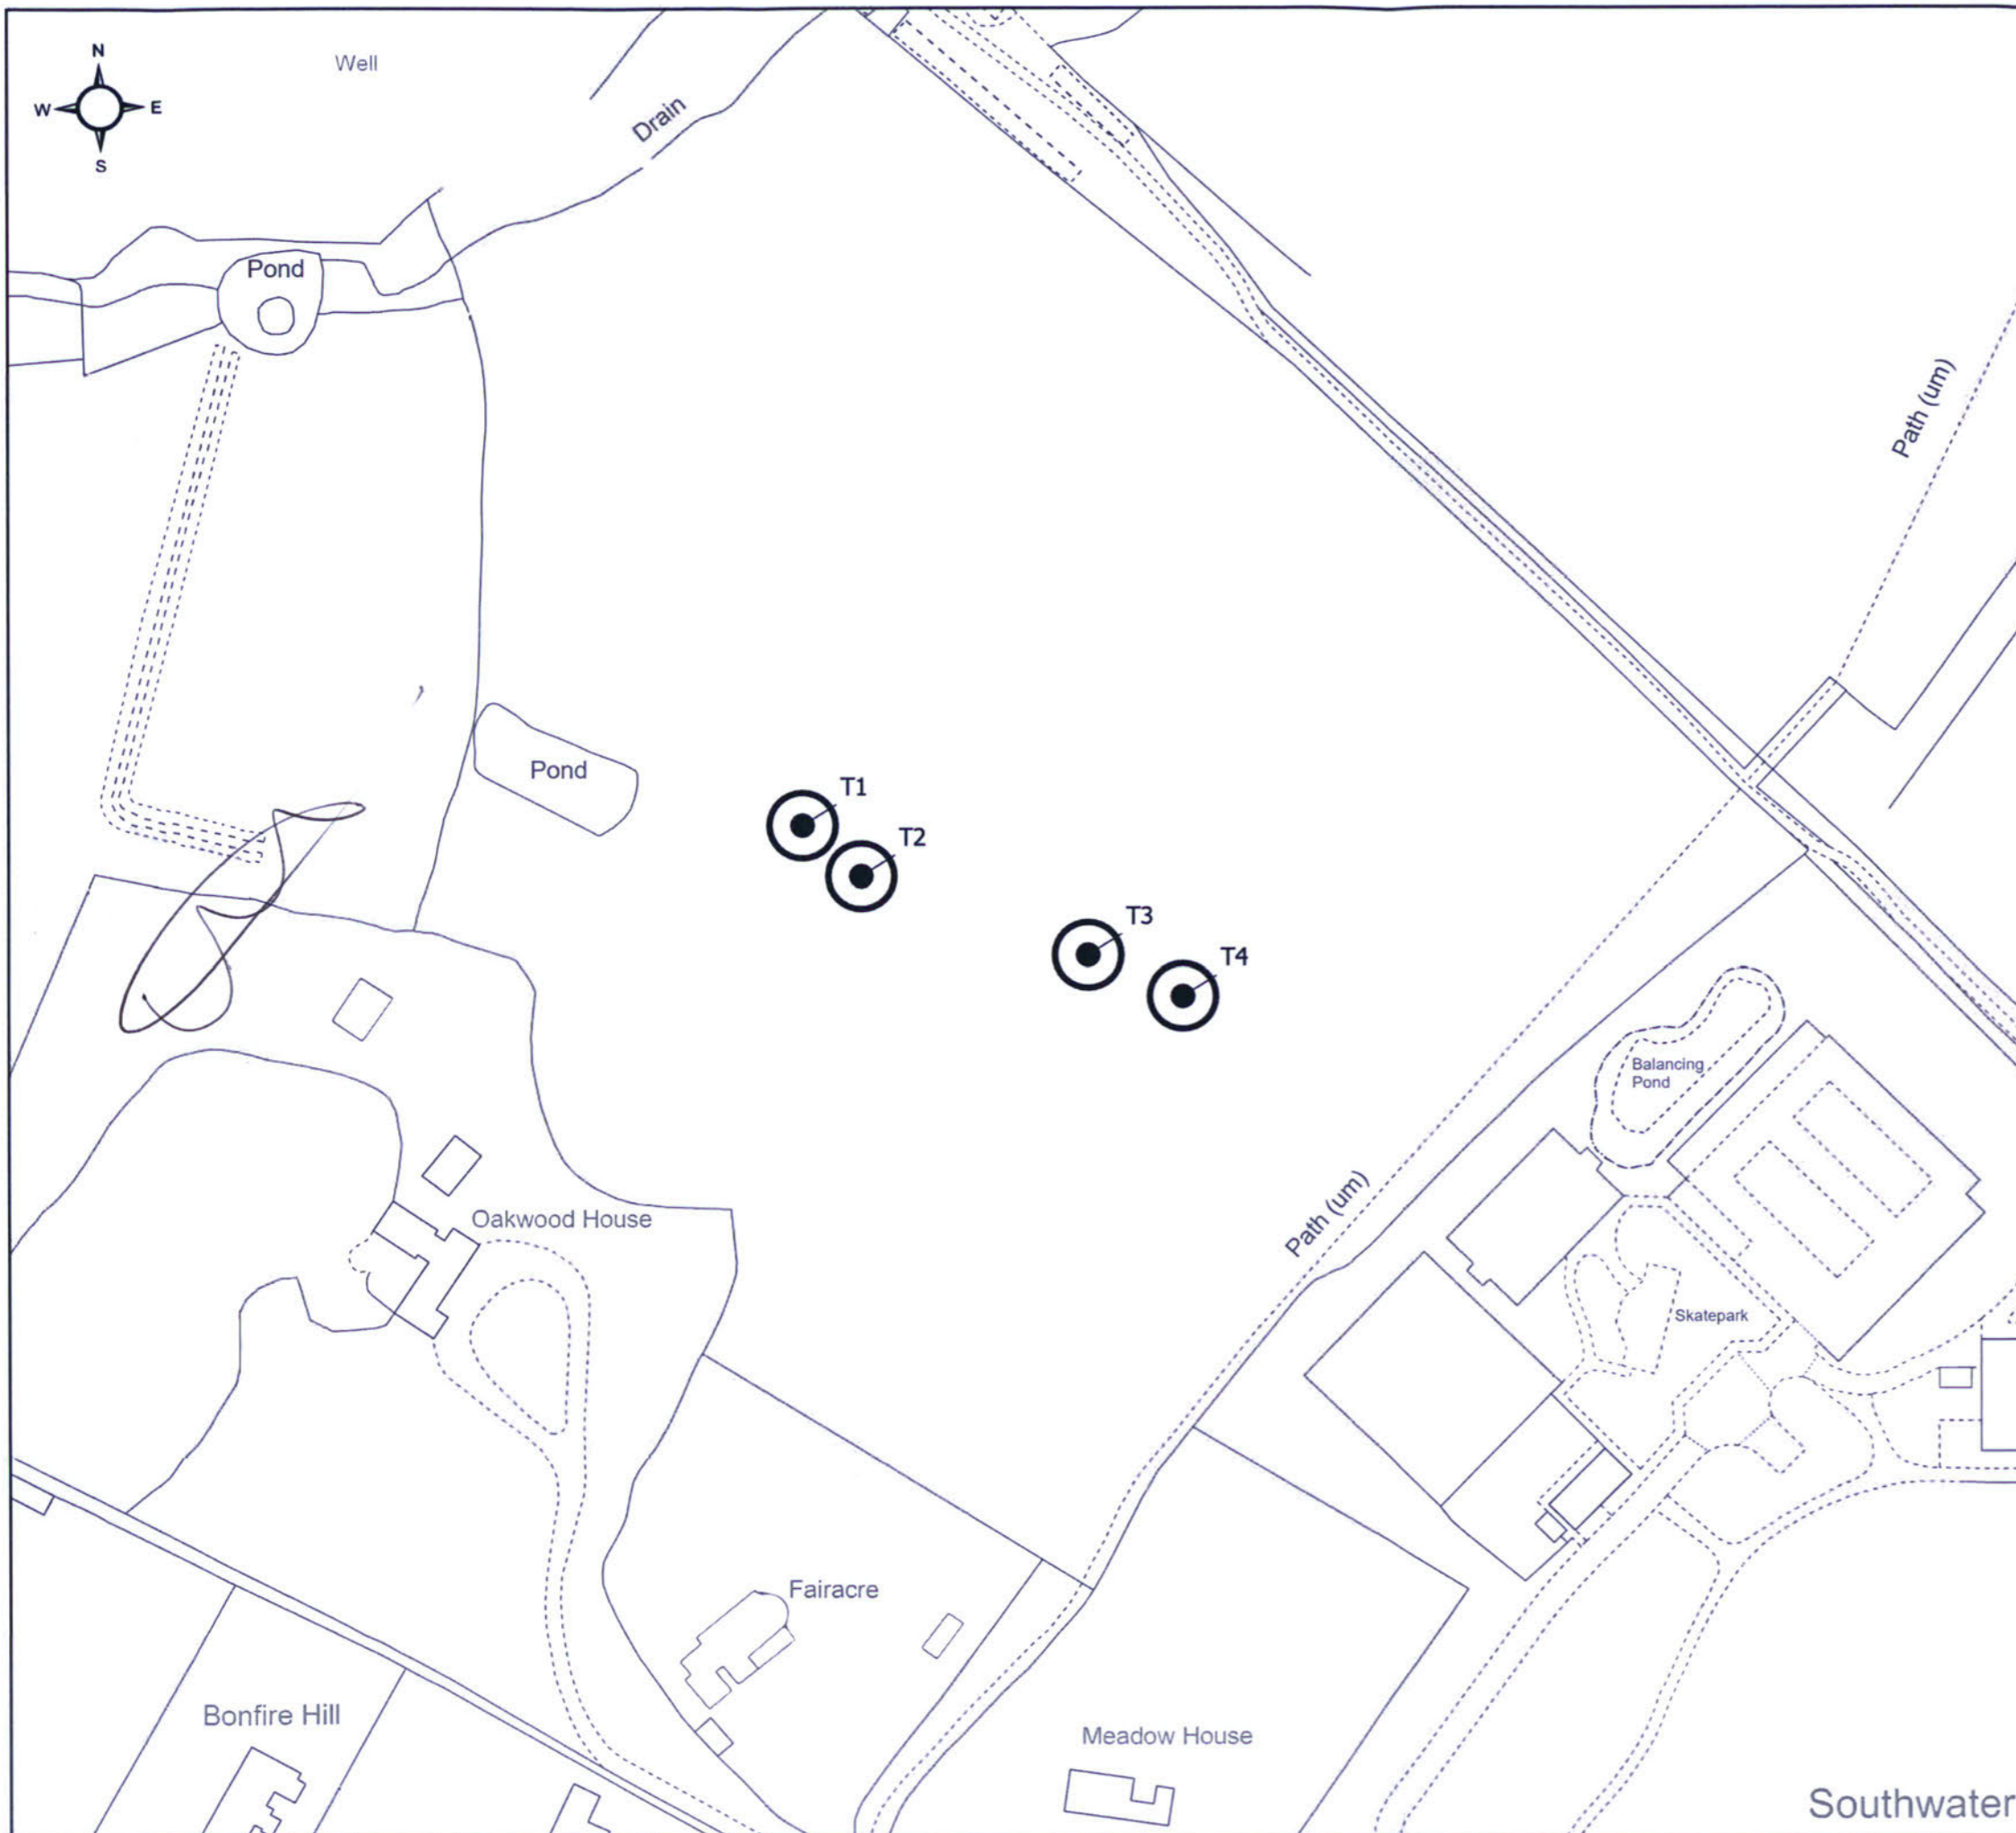 N
W E
S
Well
Drain
Pond
Path (um)
Pond
T1
T2
T3
T4
Balancing
Pond
Path (um)
Oakwood House
Skatepark
Fairacre
Bonfire Hill
Meadow House
Southwater